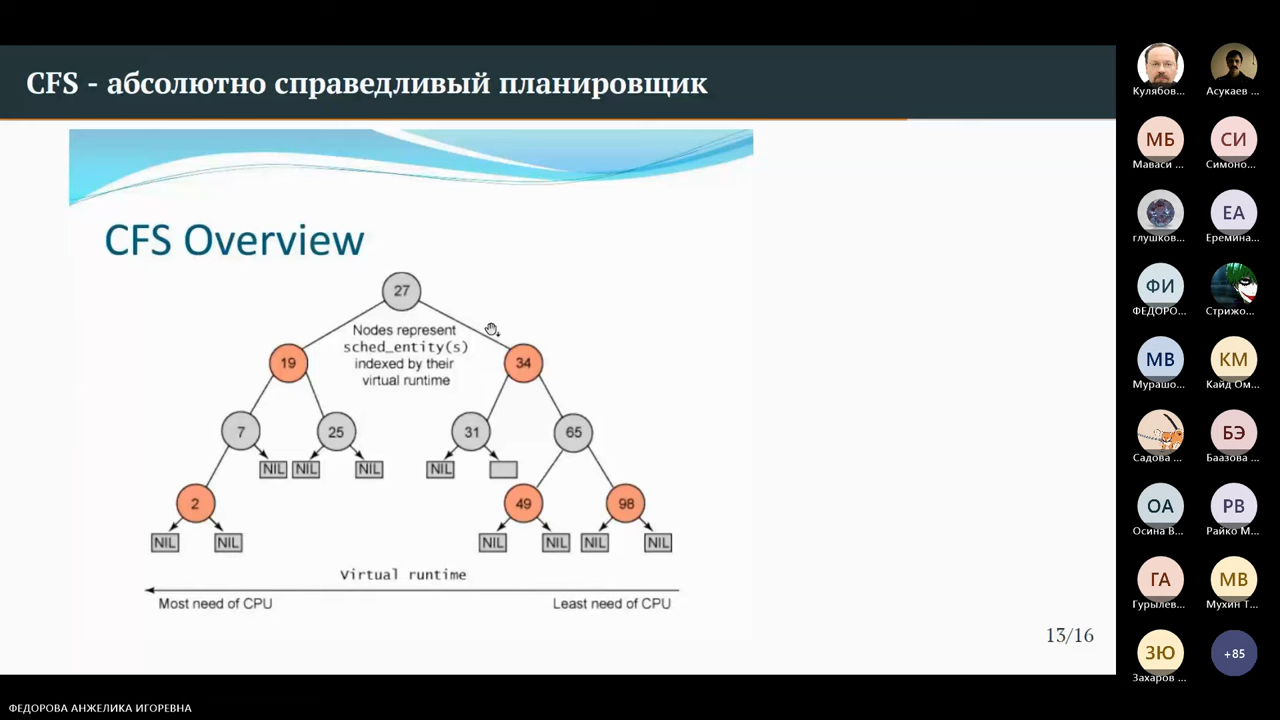 CFS - абсолютно справедливый планировщик
CFS Overview
27
Nodes represent
sched_entity(s)
indexed by their
virtual runtime
19
34
7
25
31
65
NIL
NIL
NIL
NIL
2
49
98
NIL
NIL
NIL
NIL
NIL
NIL
Virtual runtime
Most need of CPU
Least need of CPU
13/16
Кулябов...
Асукаев ...
МБ
СИ
Маваси ...
Симоно...
ЕА
глушков...
Еремина...
ФИ
ФЕДОРО...
Стрижо...
МВ
КМ
Мурашо...
Кайд Ом...
БЭ
Садова ...
Баазова ...
ОА
РВ
Осина В...
Райко М...
ГА
МВ
Гурылев...
Мухин Т...
ЗЮ
+85
Захаров ...
ФЕДОРОВА АНЖЕЛИКА ИГОРЕВНА